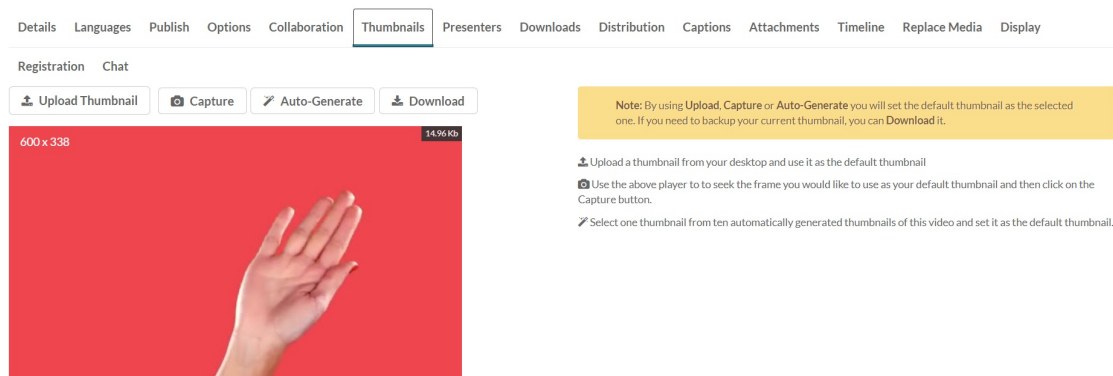 Details Languages Publish Options Collaboration Thumbnails Presenters Downloads Distribution Captions Attachments Timeline Replace Media Display
Registration Chat
Upload Thumbnail Capture Auto-Generate Download
600 x 338
14.96 Kb
Note: By using Upload, Capture or Auto-Generate you will set the default thumbnail as the selected
one. If you need to backup your current thumbnail, you can Download it.
Upload a thumbnail from your desktop and use it as the default thumbnail
Use the above player to to seek the frame you would like to use as your default thumbnail and then click on the
Capture button.
Select one thumbnail from ten automatically generated thumbnails of this video and set it as the default thumbnail.